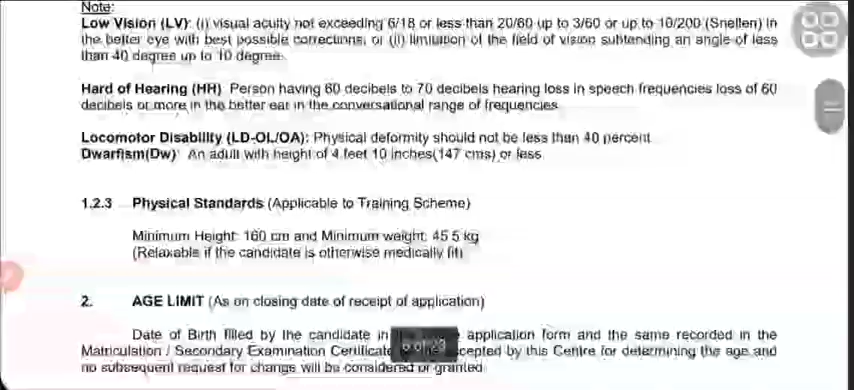 Note:
Low Vision (LV): (i) visual acuity not exceeding 6/18 or less than 20/60 up to 3/60 or up to 10/200 (Snellen) in
the better eye with best possible corrections; or (ii) limitation of the field of vision subtending an angle of less
than 40 degree up to 10 degree.
Hard of Hearing (HH) Person having 60 decibels to 70 decibels hearing loss in speech frequencies loss of 60
decibels or more in the better ear in the conversational range of frequencies
Locomotor Disability (LD-OL/OA): Physical deformity should not be less than 40 percent
Dwarfism(Dw) An adult with height of 4 feet 10 inches(147 cms) or less
1.2.3 Physical Standards (Applicable to Training Scheme)
Minimum Height: 160 cm and Minimum weight: 45.5 kg
(Relaxable if the candidate is otherwise medically fit)
2. AGE LIMIT (As on closing date of receipt of application)
Date of Birth filled by the candidate in application form and the same recorded in the
Matriculation / Secondary Examination Certificate cepted by this Centre for determining the age and
no subsequent request for change will be considered or granted